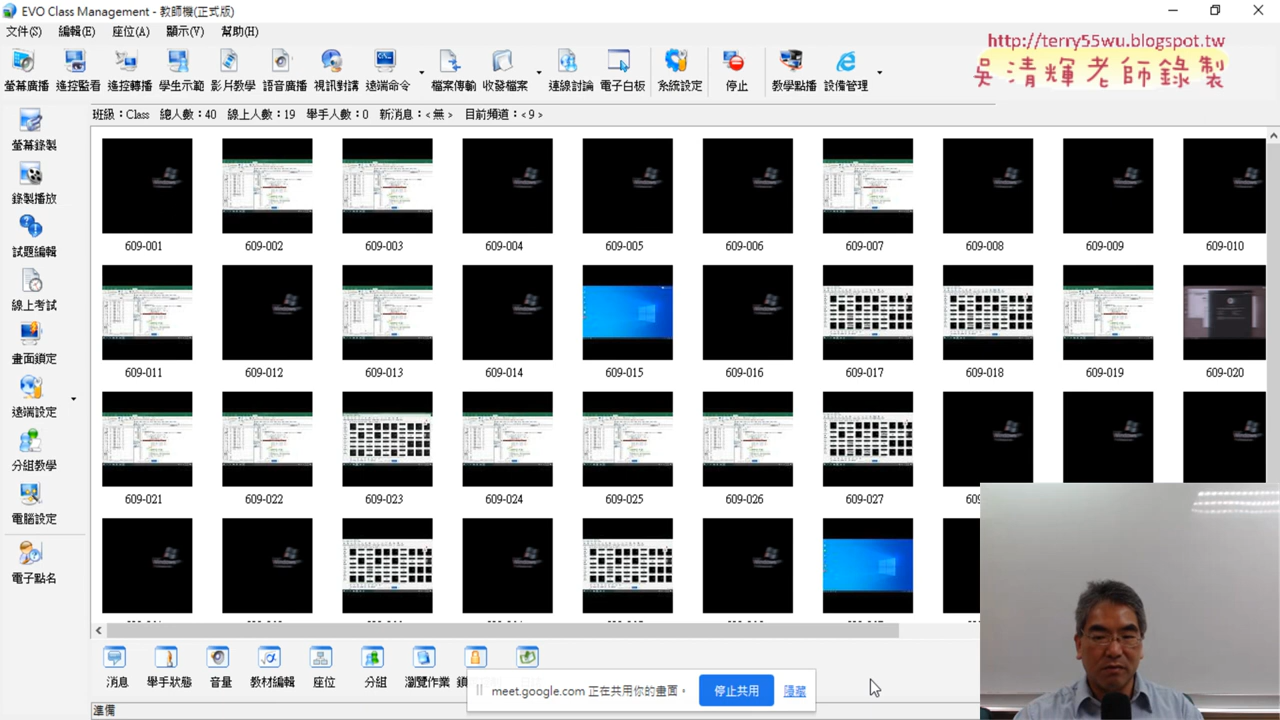 EVO Class Management - 教師機(正式版)
http://terry55wu.blogspot.tw
吳清輝老師錄製
文件(S) 編輯(E) 座位(A) 顯示(V) 幫助(H)
螢幕廣播 遙控監看 遙控轉播 學生示範 影片教學 語音廣播 視訊對講 遠端命令 檔案傳輸 收發檔案 連線討論 電子白板 系統設定 停止 教學點播 設備管理
班級：Class 總人數：40 線上人數：19 舉手人數：0 新消息：< 無 > 目前頻道：< 9 >
螢幕錄製
錄製播放
試題編輯
線上考試
畫面鎖定
遠端設定
分組教學
電腦設定
電子點名
609-001 609-002 609-003 609-004 609-005 609-006 609-007 609-008 609-009 609-010
609-011 609-012 609-013 609-014 609-015 609-016 609-017 609-018 609-019 609-020
609-021 609-022 609-023 609-024 609-025 609-026 609-027
消息 舉手狀態 音量 教材編輯 座位 分組 瀏覽作業
meet.google.com 正在共用你的畫面。 停止共用 隱藏
準備